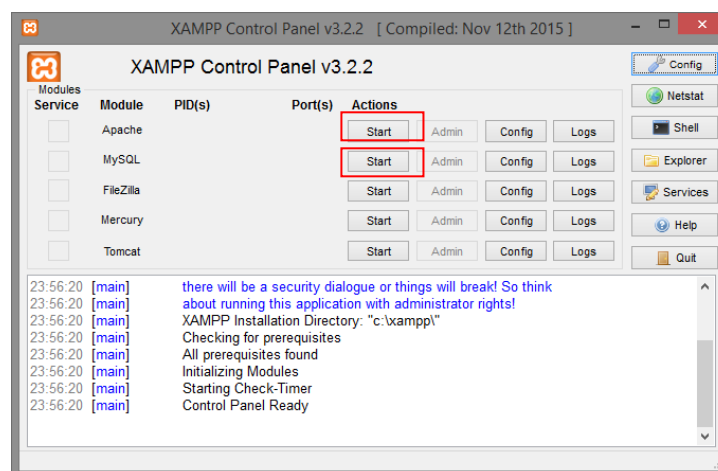 XAMPP Control Panel v3.2.2 [ Compiled: Nov 12th 2015 ]
XAMPP Control Panel v3.2.2
Config
Modules
Service Module PID(s) Port(s) Actions
Netstat
Apache Start Admin Config Logs
Shell
MySQL Start Admin Config Logs
Explorer
FileZilla Start Admin Config Logs
Services
Mercury Start Admin Config Logs
Help
Tomcat Start Admin Config Logs
Quit
23:56:20 [main] there will be a security dialogue or things will break! So think
23:56:20 [main] about running this application with administrator rights!
23:56:20 [main] XAMPP Installation Directory: "c:\xampp\"
23:56:20 [main] Checking for prerequisites
23:56:20 [main] All prerequisites found
23:56:20 [main] Initializing Modules
23:56:20 [main] Starting Check-Timer
23:56:20 [main] Control Panel Ready